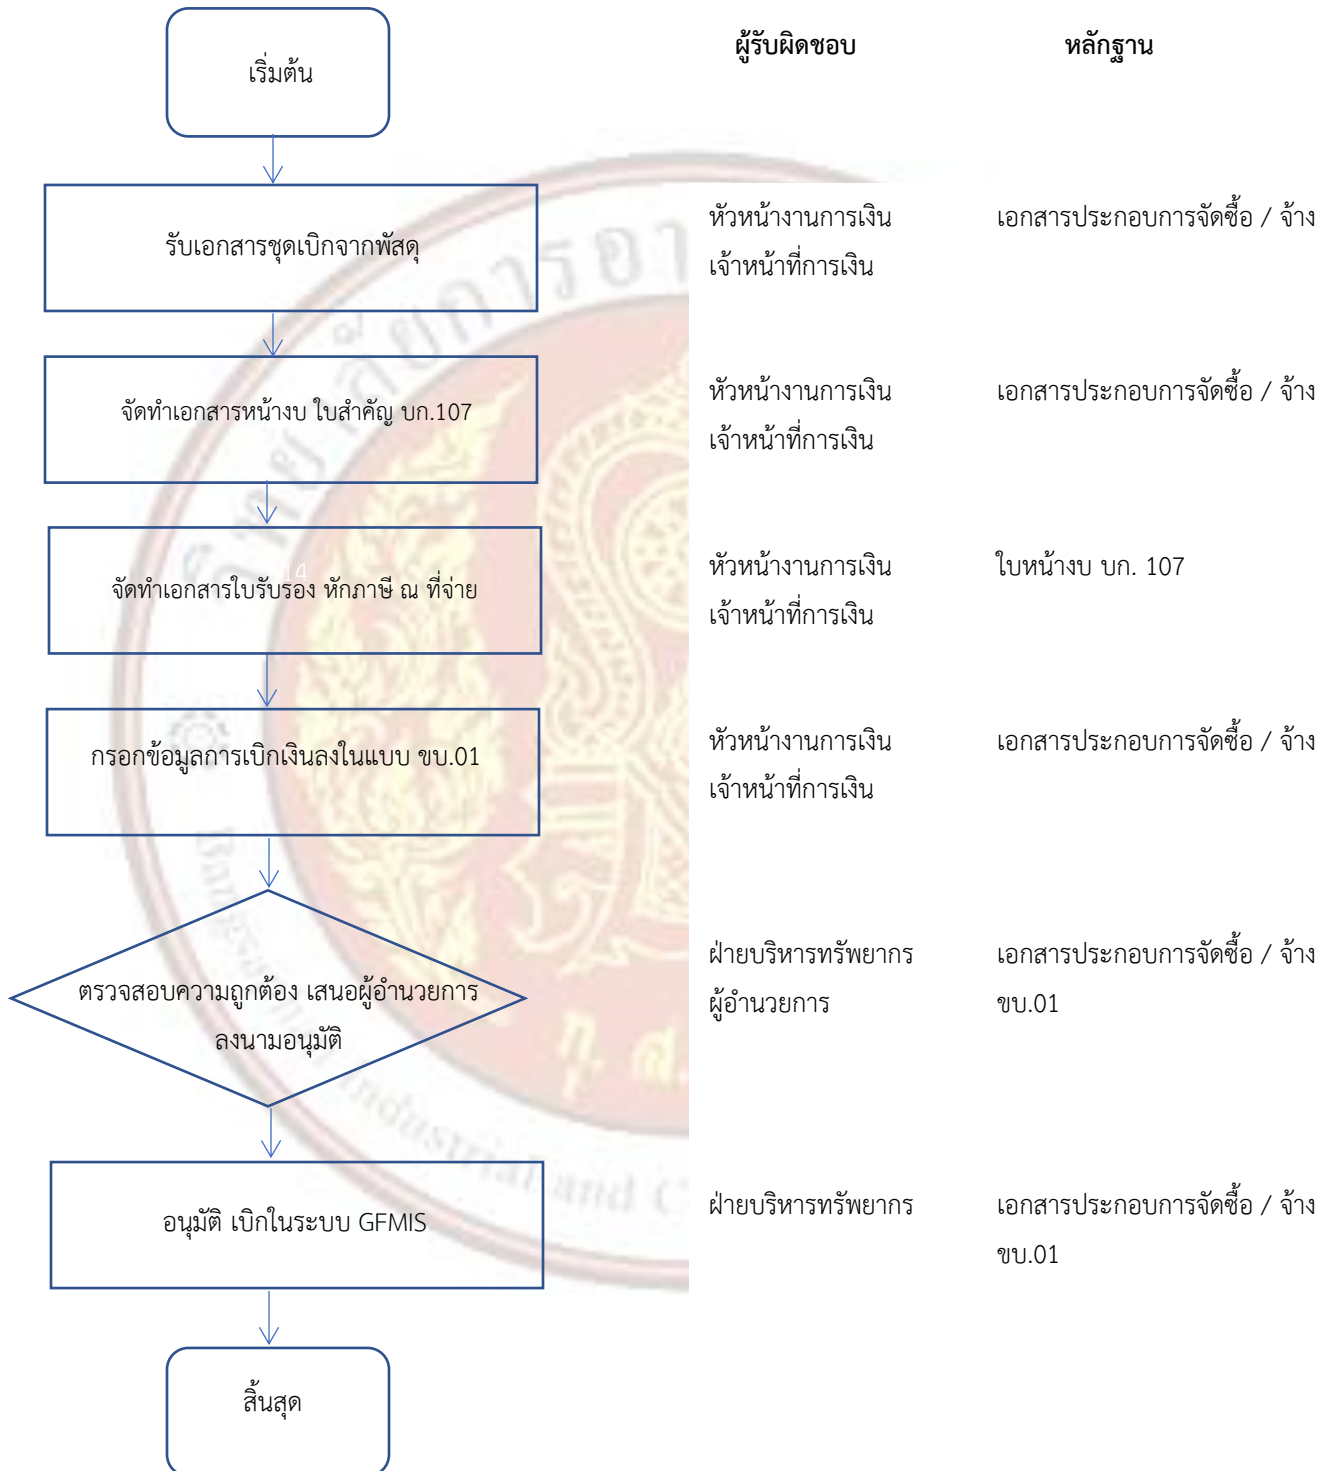 ผู้รับผิดชอบ หลักฐาน
เริ่มต้น
รับเอกสารชุดเบิกจากพัสดุ
หัวหน้างานการเงิน เอกสารประกอบการจัดซื้อ / จ้าง
เจ้าหน้าที่การเงิน
จัดทำเอกสารหน้างบ ใบสำคัญ บก.107
หัวหน้างานการเงิน เอกสารประกอบการจัดซื้อ / จ้าง
เจ้าหน้าที่การเงิน
14
จัดทำเอกสารใบรับรอง หักภาษี ณ ที่จ่าย
หัวหน้างานการเงิน ใบหน้างบ บก. 107
เจ้าหน้าที่การเงิน
กรอกข้อมูลการเบิกเงินลงในแบบ ขบ.01
หัวหน้างานการเงิน เอกสารประกอบการจัดซื้อ / จ้าง
เจ้าหน้าที่การเงิน
ตรวจสอบความถูกต้อง เสนอผู้อำนวยการ
ลงนามอนุมัติ
ฝ่ายบริหารทรัพยากร เอกสารประกอบการจัดซื้อ / จ้าง
ผู้อำนวยการ ขบ.01
อนุมัติ เบิกในระบบ GFMIS
ฝ่ายบริหารทรัพยากร เอกสารประกอบการจัดซื้อ / จ้าง
ขบ.01
สิ้นสุด
Industrial and C